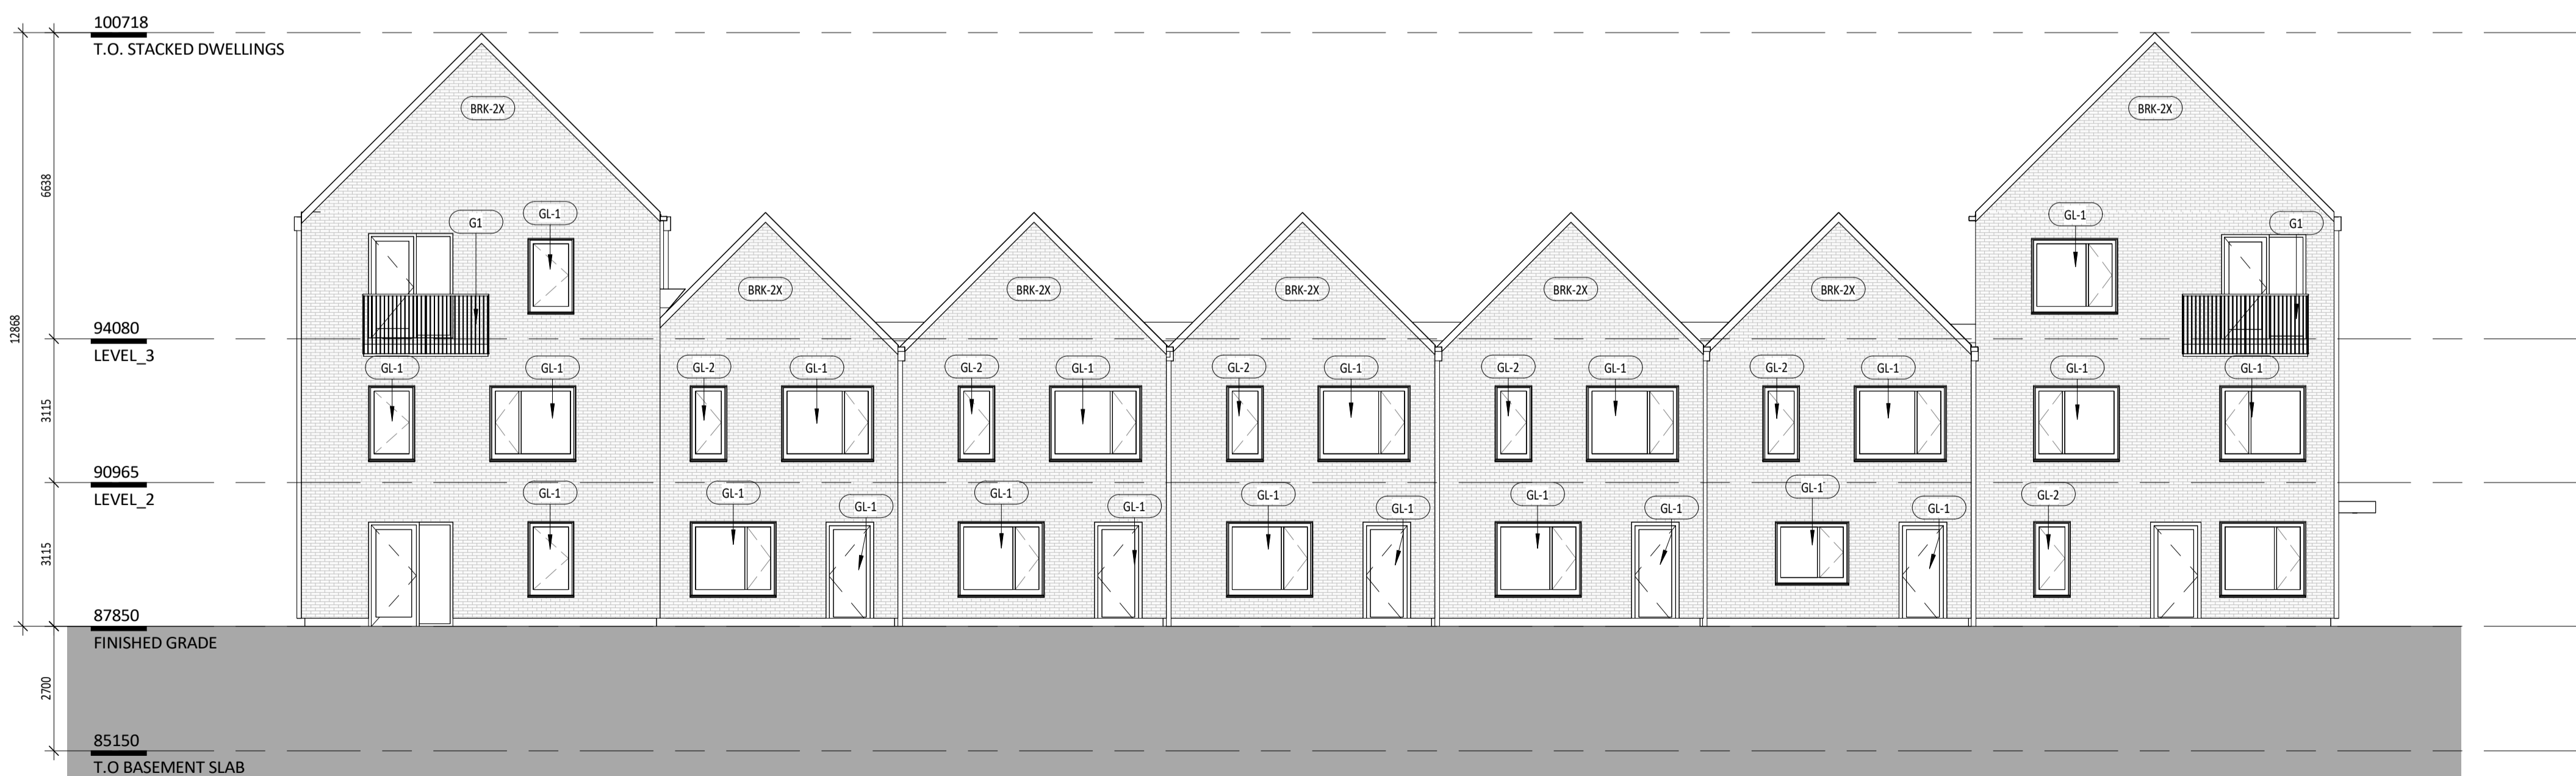 100718
T.O. STACKED DWELLINGS
BRK-2X
BRK-2X
12868
6638
G1
GL-1
GL-1
G1
BRK-2X
BRK-2X
BRK-2X
BRK-2X
BRK-2X
94080
LEVEL_3
GL-1
GL-1
GL-2
GL-1
GL-2
GL-1
GL-2
GL-1
GL-2
GL-1
GL-2
GL-1
GL-1
GL-1
3115
90965
LEVEL_2
GL-1
GL-1
GL-1
GL-1
GL-1
GL-1
GL-1
GL-1
GL-1
GL-1
GL-1
GL-2
3115
87850
FINISHED GRADE
2700
85150
T.O BASEMENT SLAB